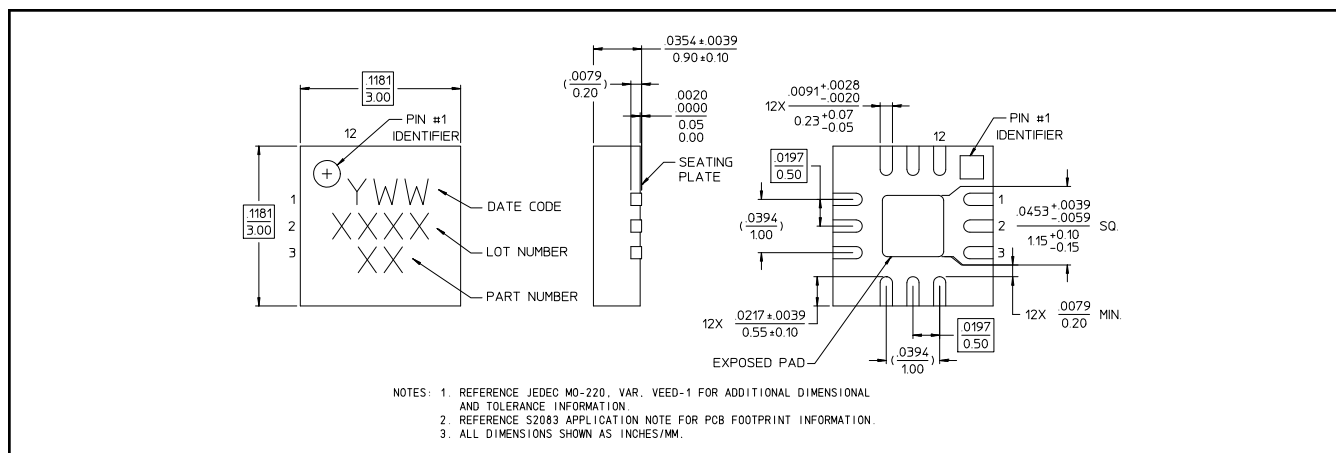 .1181
3.00
12
PIN #1
IDENTIFIER
.1181
3.00
1
2
3
YWW
XXXX
XX
DATE CODE
LOT NUMBER
PART NUMBER
.0354±.0039
0.90±0.10
(.0079
0.20)
.0020
.0000
0.05
0.00
SEATING
PLATE
12X .0091 +.0028
-.0020
0.23 +0.07
-0.05
12
PIN #1
IDENTIFIER
.0197
0.50
(.0394
1.00)
1
2
3
.0453 +.0039
-.0059
1.15 +0.10
-0.15
SQ.
12X .0217±.0039
0.55±0.10
12X .0079
0.20 MIN.
.0197
0.50
(.0394
1.00)
EXPOSED PAD
NOTES: 1. REFERENCE JEDEC MO-220, VAR. VEED-1 FOR ADDITIONAL DIMENSIONAL
AND TOLERANCE INFORMATION.
2. REFERENCE S2083 APPLICATION NOTE FOR PCB FOOTPRINT INFORMATION.
3. ALL DIMENSIONS SHOWN AS INCHES/MM.